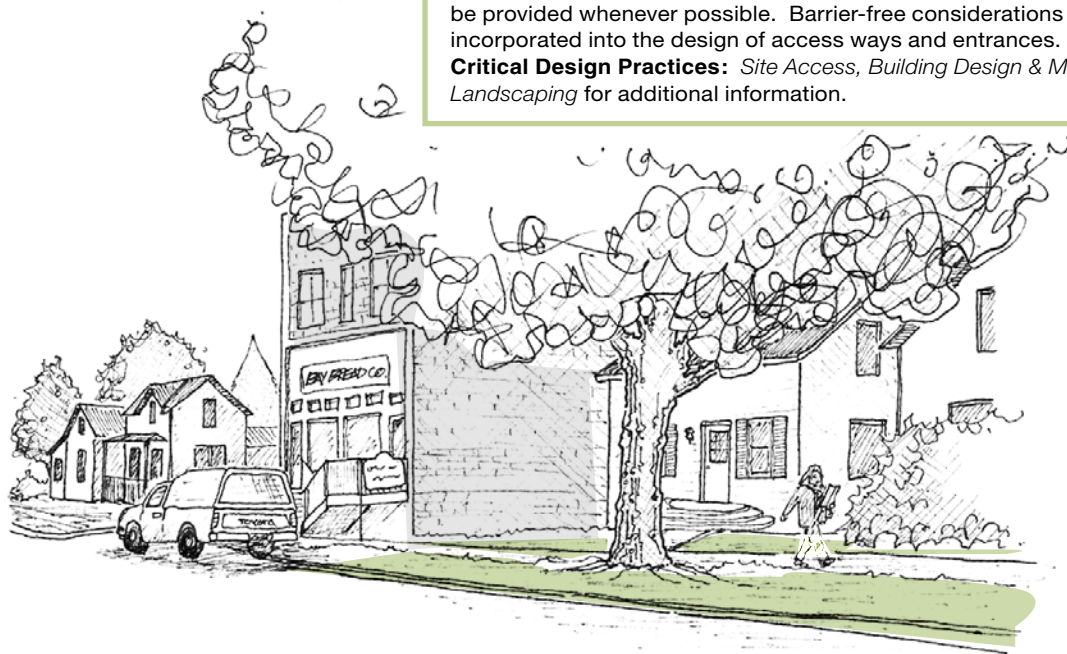 be provided whenever possible.  Barrier-free considerations
incorporated into the design of access ways and entrances.
Critical Design Practices:  Site Access, Building Design & M
Landscaping for additional information.
BAY BREAD CO.